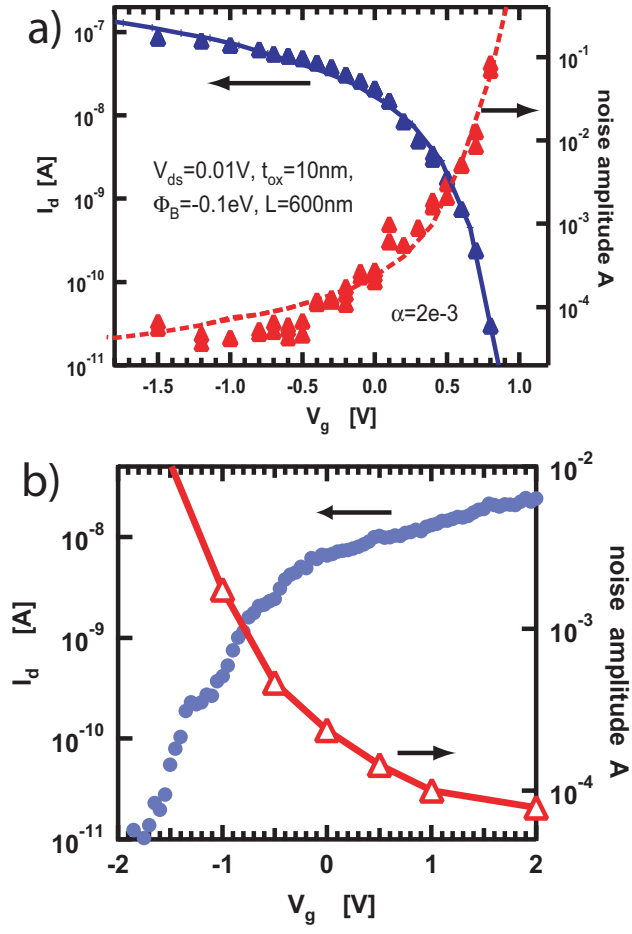 a)
10⁻⁷
10⁻⁸
10⁻⁹
10⁻¹⁰
10⁻¹¹
I_d [A]
V_ds=0.01V, t_ox=10nm,
Φ_B=-0.1eV, L=600nm
α=2e-3
10⁻¹
10⁻²
10⁻³
10⁻⁴
noise amplitude A
-1.5 -1.0 -0.5 0.0 0.5 1.0
V_g [V]
b)
10⁻⁸
10⁻⁹
10⁻¹⁰
10⁻¹¹
I_d [A]
10⁻²
10⁻³
10⁻⁴
noise amplitude A
-2 -1 0 1 2
V_g [V]